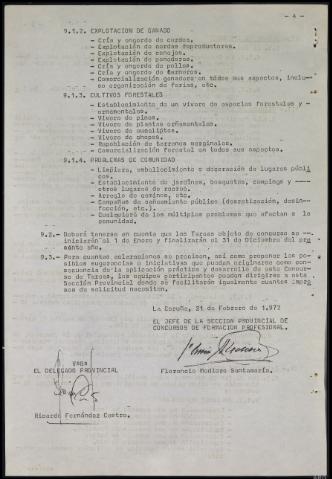 - 4 -
9.1.2. EXPLOTACION DE GANADO
- Cría y engorde de cerdos.
- Explotación de cerdas reproductoras.
- Explotación de conejos.
- Explotación de ponedoras.
- Cría y engorde de pollos.
- Cría y engorde de terneros.
- Comercialización ganadera en todos sus aspectos, inclu-
so organización de ferias, etc.
9.1.3. CULTIVOS FORESTALES
- Establecimiento de un vivero de especies forestales y
ornamentales.
- Vivero de pinos.
- Vivero de plantas ornamentales.
- Vivero de eucaliptos.
- Vivero de chopos.
- Repoblación de terrenos marginales.
- Comercialización forestal en todos sus aspectos.
9.1.4. PROBLEMAS DE COMUNIDAD
- Limpieza, embellecimiento y decoración de lugares públi
cos.
- Establecimiento de jardines, bosquetes, campings y
otros lugares de recreo.
- Arreglo de caminos, etc.
- Campañas de saneamiento público (desratización, desin-
fección, etc.).
- Cualquiera de los múltiples problemas que afectan a la
comunidad.
9.2.- Deberá tenerse en cuenta que las Tareas objeto de concurso se
iniciarán el 1 de Enero y finalizarán el 31 de Diciembre del pre
sente año.
9.3.- Para cuantas aclaraciones se precisen, así como proponer las po-
sibles sugerencias o iniciativas que puedan originarse como con-
secuencia de la aplicación práctica y desarrollo de este Concur-
so de Tareas, los equipos participantes pueden dirigirse a esta
Sección Provincial donde se facilitarán igualmente cuantos impre
sos de solicitud necesiten.
La Coruña, 21 de Febrero de 1.972
EL JEFE DE LA SECCION PROVINCIAL DE
CONCURSOS DE FORMACION PROFESIONAL,
VºBº
EL DELEGADO PROVINCIAL
Florencio Modioso Santamaría.
Ricardo Fernández Castro.